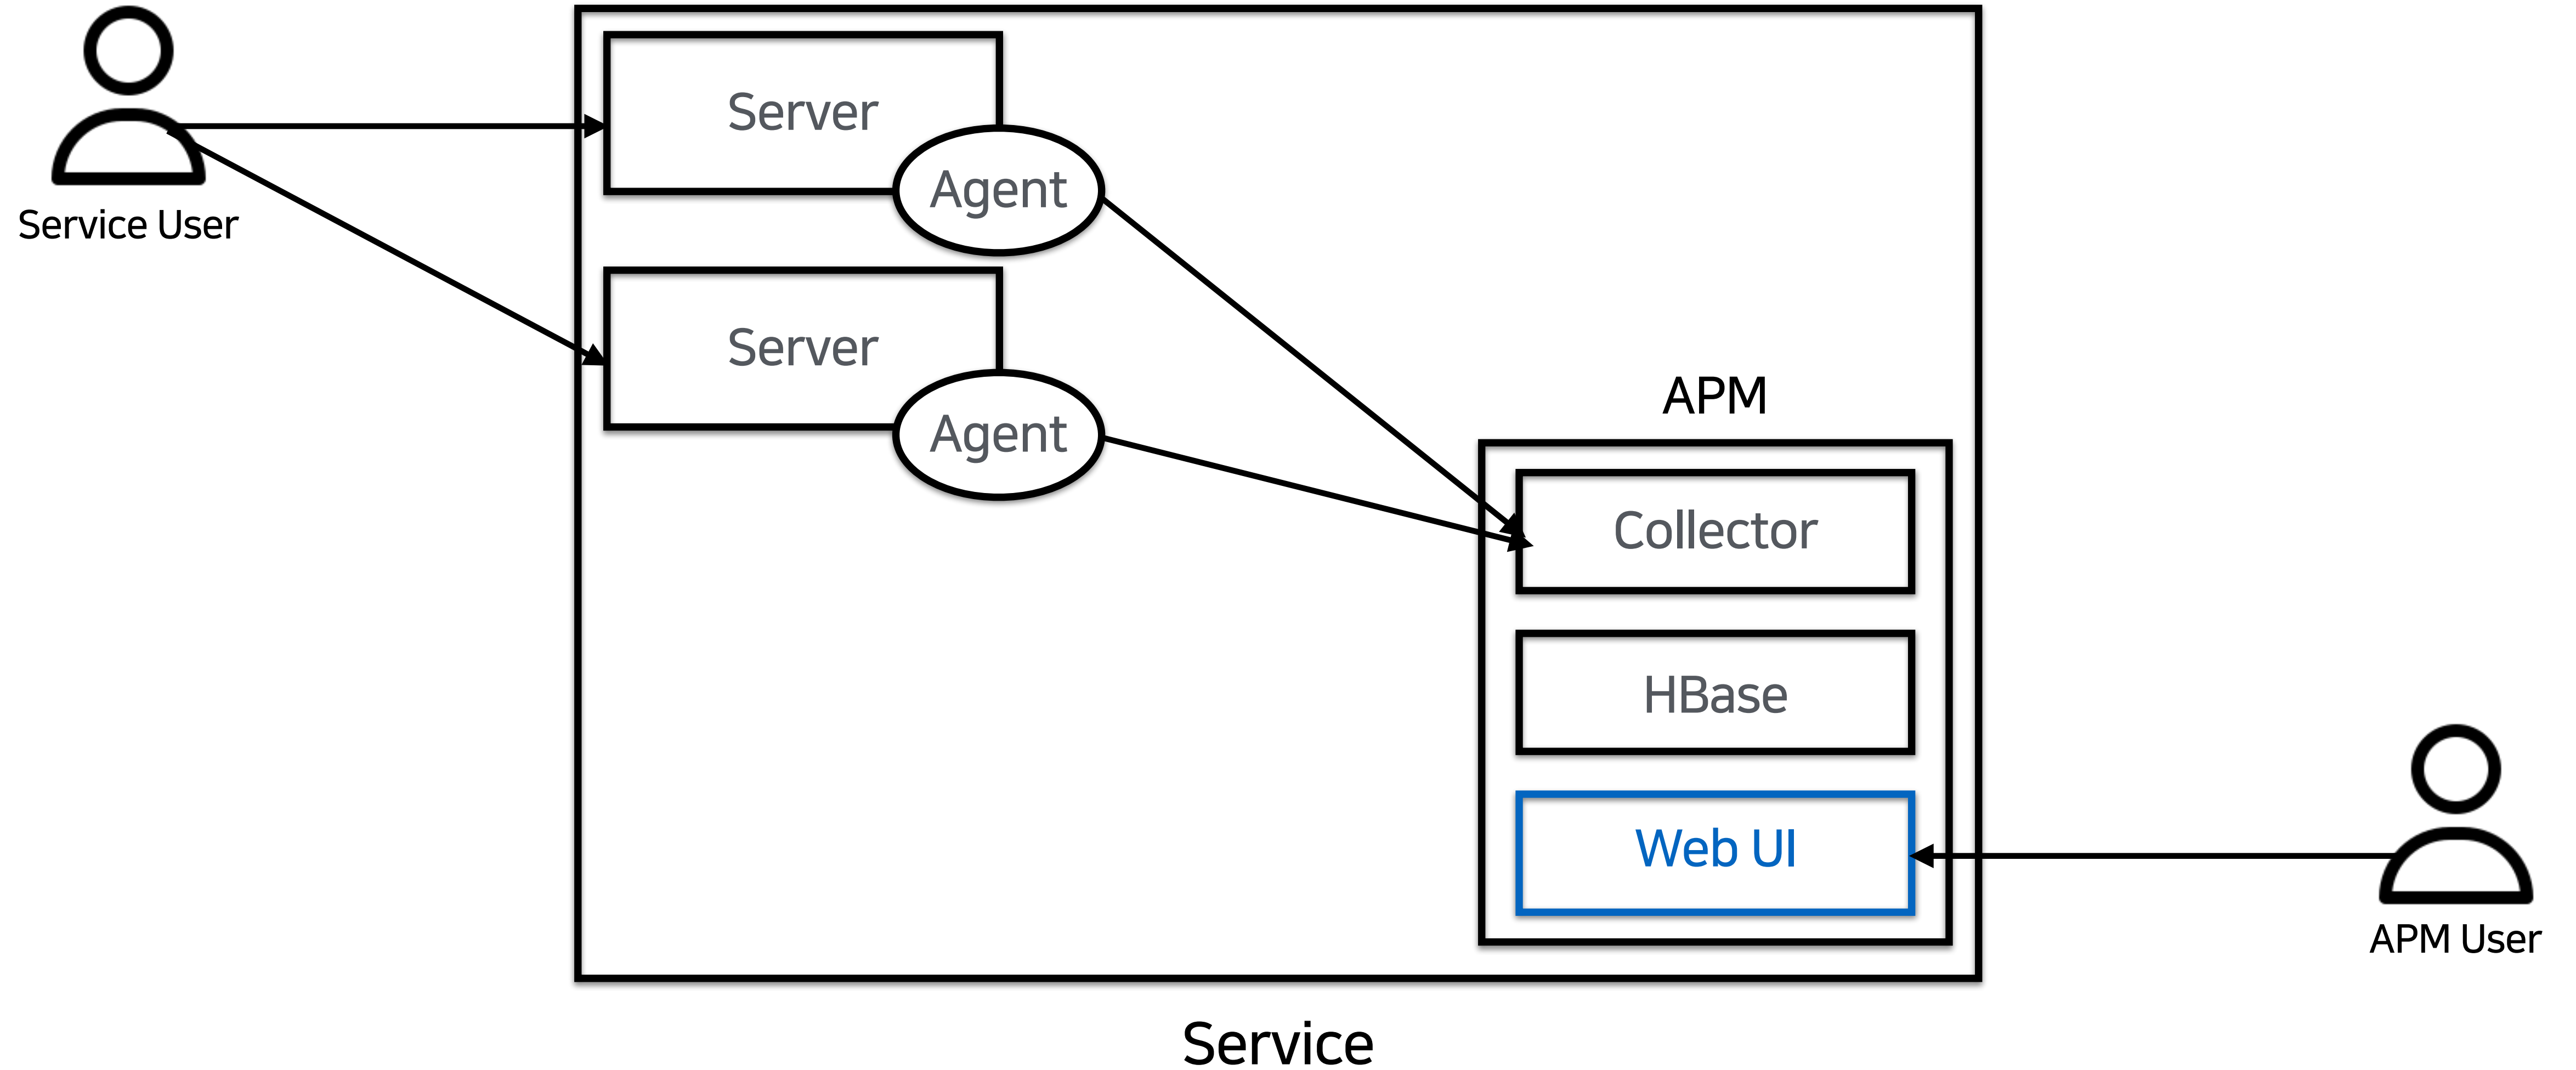 Service User
Server
Agent
Server
Agent
APM
Collector
HBase
Web UI
APM User
Service